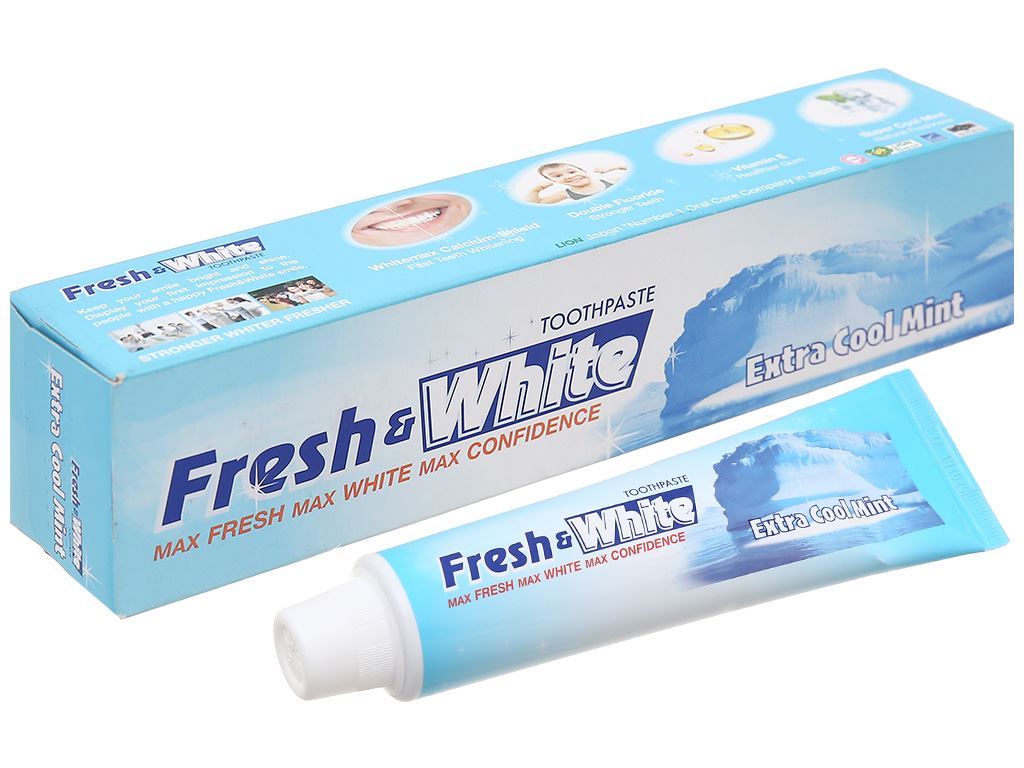 Fresh & White
TOOTHPASTE
Keep your smile bright and shine.
Display your first impression to the
people with a happy Fresh&White smile.
STRONGER WHITER FRESHER
Whitemax Calcium-Shield
Double Fluoride
Stronger Teeth
Vitamin E
Healthier Gum
Super Cool Mint
LION Japan "Number 1 Oral Care Company in Japan
TOOTHPASTE
Fresh & White
MAX FRESH MAX WHITE MAX CONFIDENCE
Extra Cool Mint
Extra Cool Mint
Fresh & White
TOOTHPASTE
Fresh & White
MAX FRESH MAX WHITE MAX CONFIDENCE
Extra Cool Mint